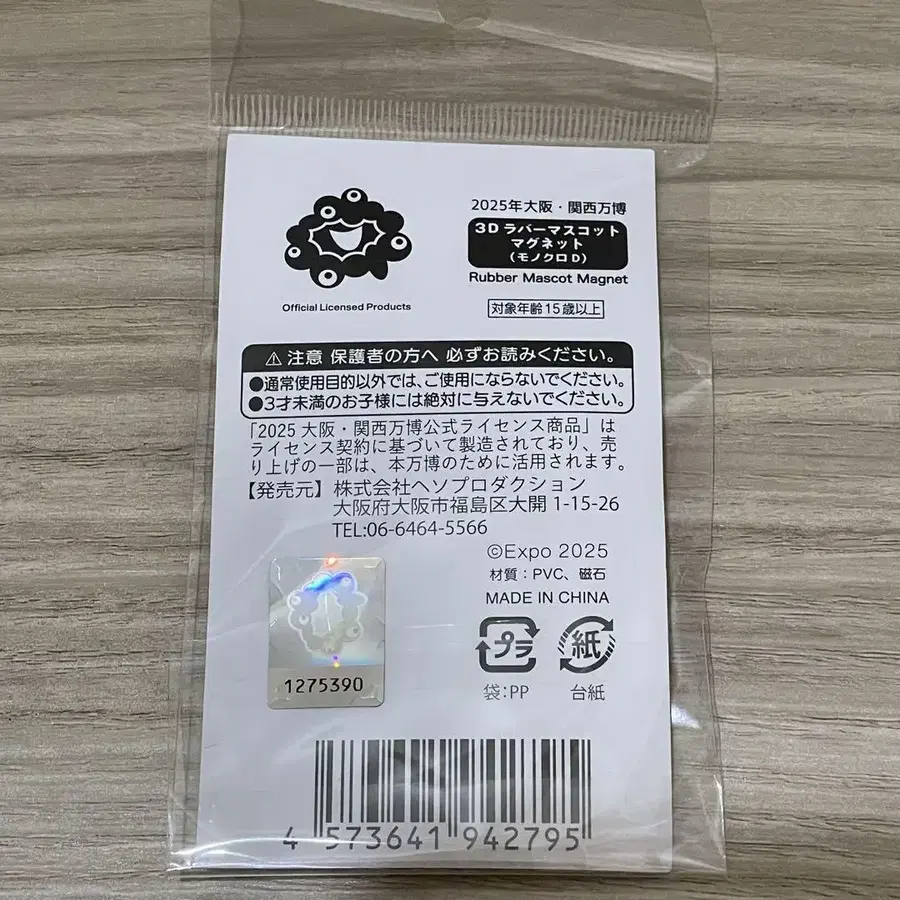 2025年大阪・関西万博
3D ラバーマスコット
マグネット
(モノクロ D)
Rubber Mascot Magnet
Official Licensed Products
対象年齢 15 歳以上
⚠ 注意 保護者の方へ 必ずお読みください。
●通常使用目的以外では、ご使用にならないでください。
●3才未満のお子様には絶対に与えないでください。
「2025 大阪・関西万博公式ライセンス商品」は
ライセンス契約に基づいて製造されており、売
り上げの一部は、本万博のために活用されます。
【発売元】 株式会社ヘソプロダクション
大阪府大阪市福島区大開 1-15-26
TEL:06-6464-5566
©Expo 2025
材質:PVC、磁石
MADE IN CHINA
プラ 紙
袋:PP 台紙
1275390
4 573641 942795